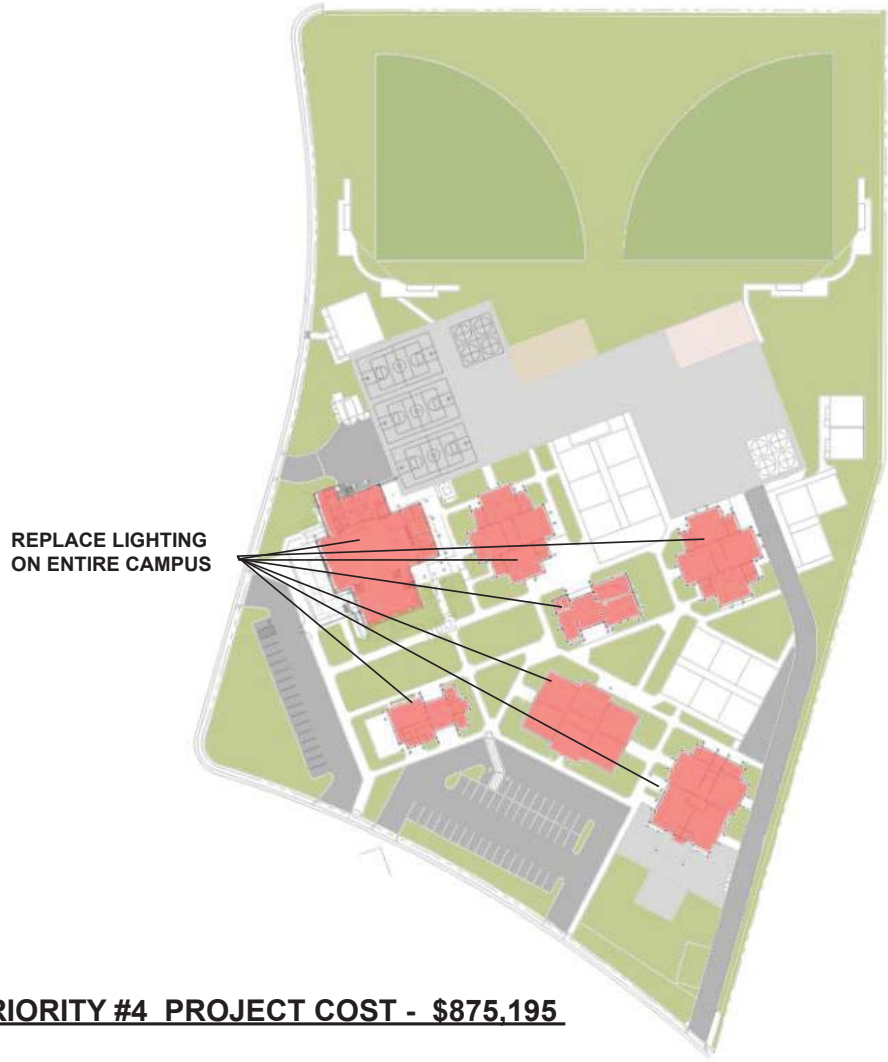 REPLACE LIGHTING
ON ENTIRE CAMPUS
RIORITY #4 PROJECT COST - $875,195